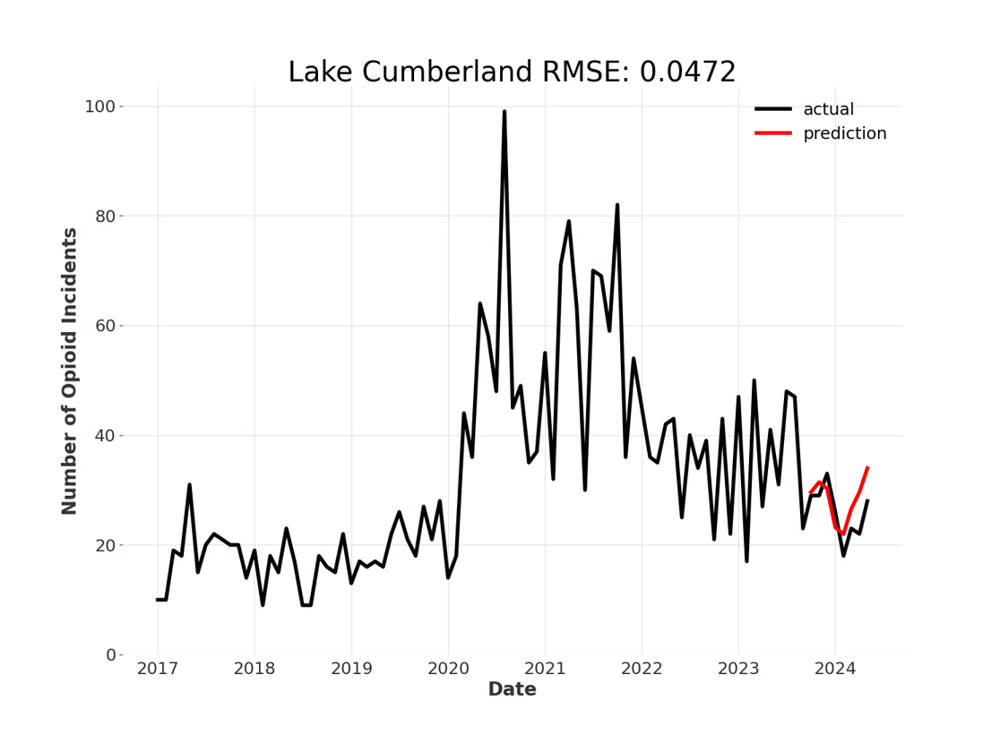 Lake Cumberland RMSE: 0.0472
actual
prediction
Number of Opioid Incidents
100
80
60
40
20
0
2017 2018 2019 2020 2021 2022 2023 2024
Date